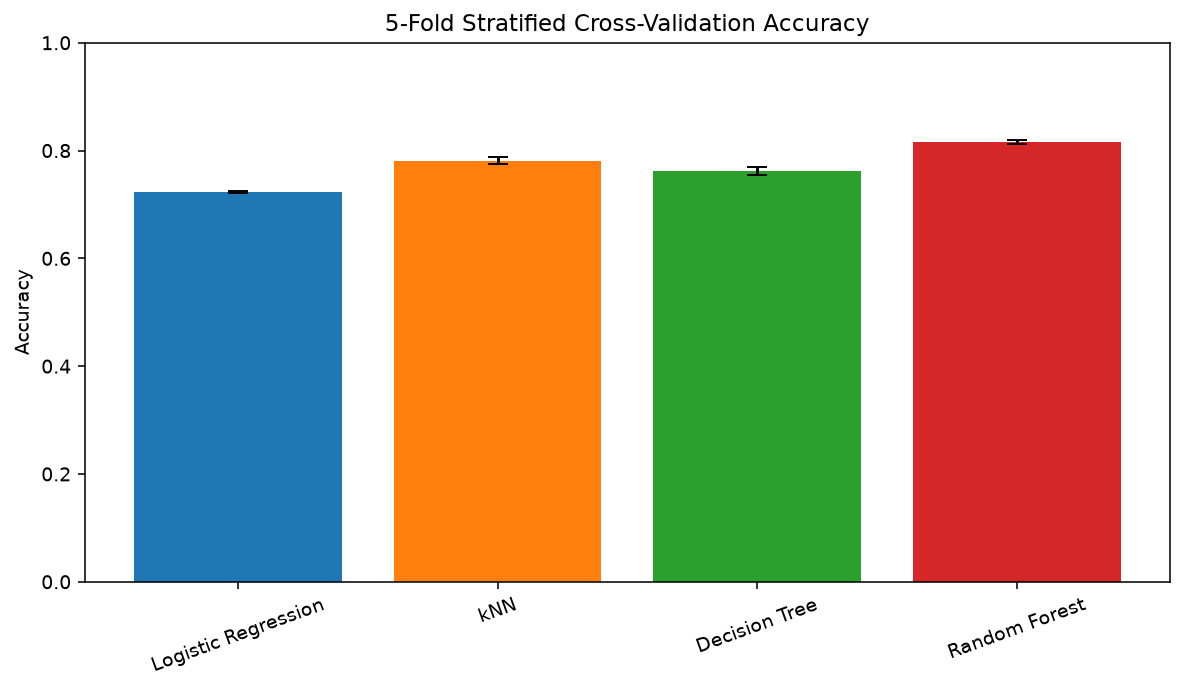 5-Fold Stratified Cross-Validation Accuracy
1.0
0.8
0.6
0.4
0.2
0.0
Accuracy
Logistic Regression
kNN
Decision Tree
Random Forest